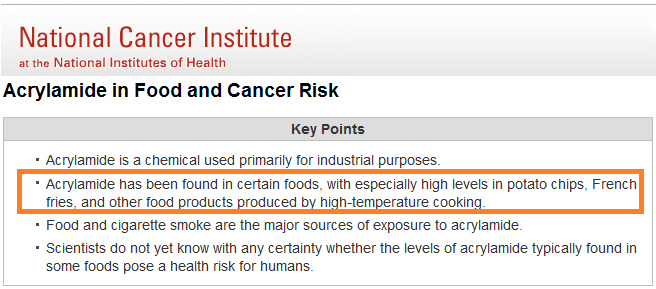 National Cancer Institute
at the National Institutes of Health
Acrylamide in Food and Cancer Risk
Key Points
• Acrylamide is a chemical used primarily for industrial purposes.
• Acrylamide has been found in certain foods, with especially high levels in potato chips, French
fries, and other food products produced by high-temperature cooking.
• Food and cigarette smoke are the major sources of exposure to acrylamide.
• Scientists do not yet know with any certainty whether the levels of acrylamide typically found in
some foods pose a health risk for humans.